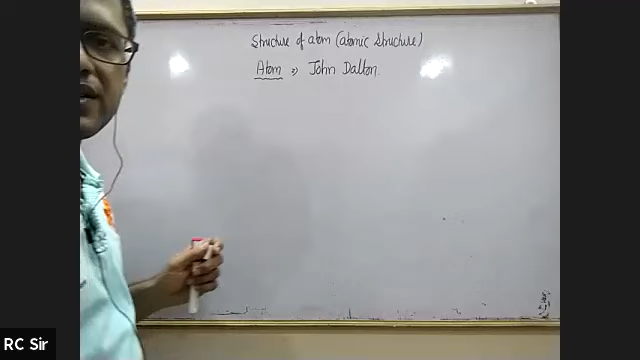 Structure of atom (atomic structure)
Atom ⇒ John Dalton.
RC Sir